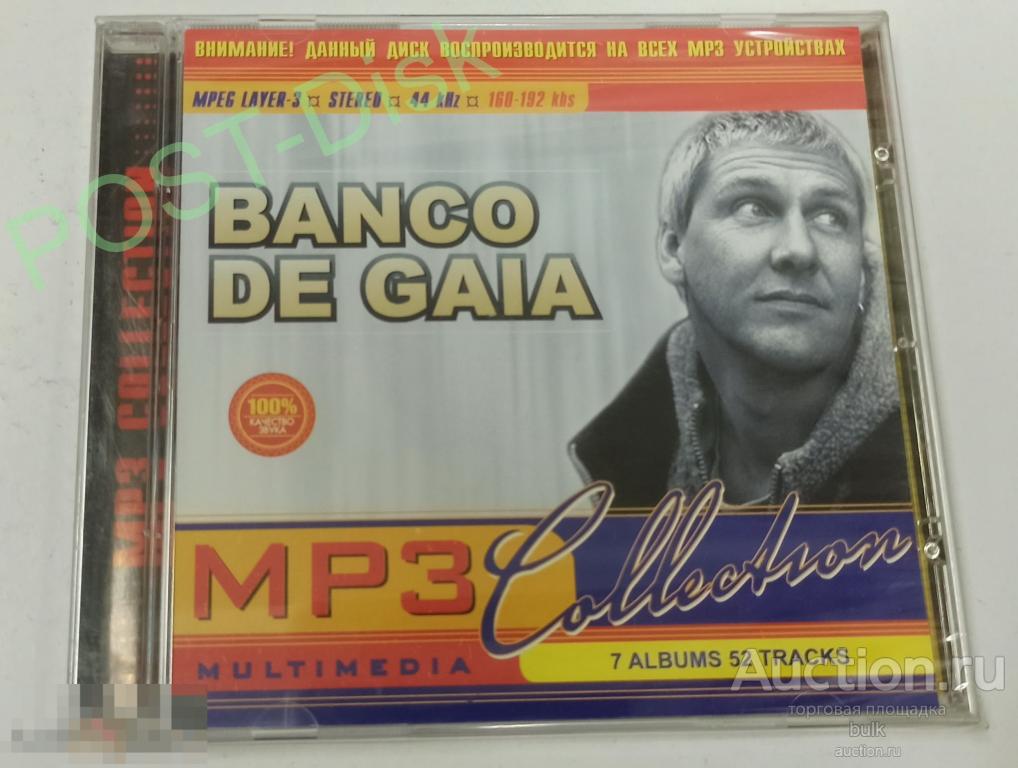 ВНИМАНИЕ! ДАННЫЙ ДИСК ВОСПРОИЗВОДИТСЯ НА ВСЕХ MP3 УСТРОЙСТВАХ
MPEG LAYER-3 ¤ STEREO ¤ 44 kHz ¤ 160-192 kbs
POST-Disk
BANCO
DE GAIA
100%
КАЧЕСТВО
ЗВУКА
MP3 COLLECTION
MP3 Collection
MULTIMEDIA
7 ALBUMS 52 TRACKS
Auction.ru
торговая площадка
bulk
auction.ru